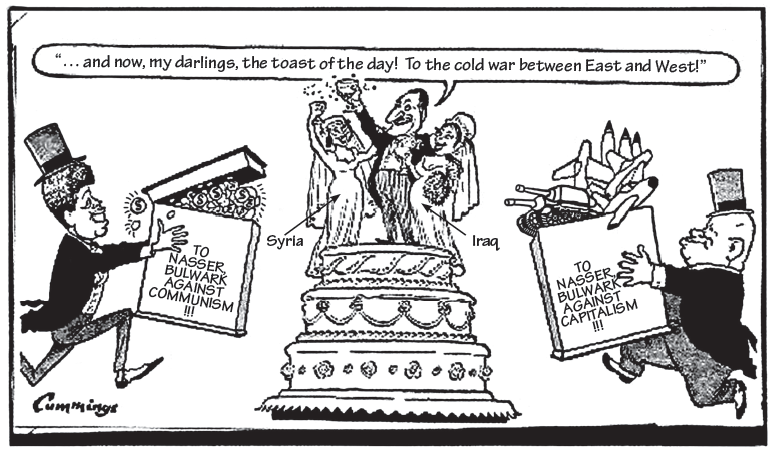 “… and now, my darlings, the toast of the day! To the cold war between East and West!”
TO
NASSER,
BULWARK
AGAINST
COMMUNISM
!!!
Syria
Iraq
TO
NASSER,
BULWARK
AGAINST
CAPITALISM
!!!
$ $ $ $
Cummings